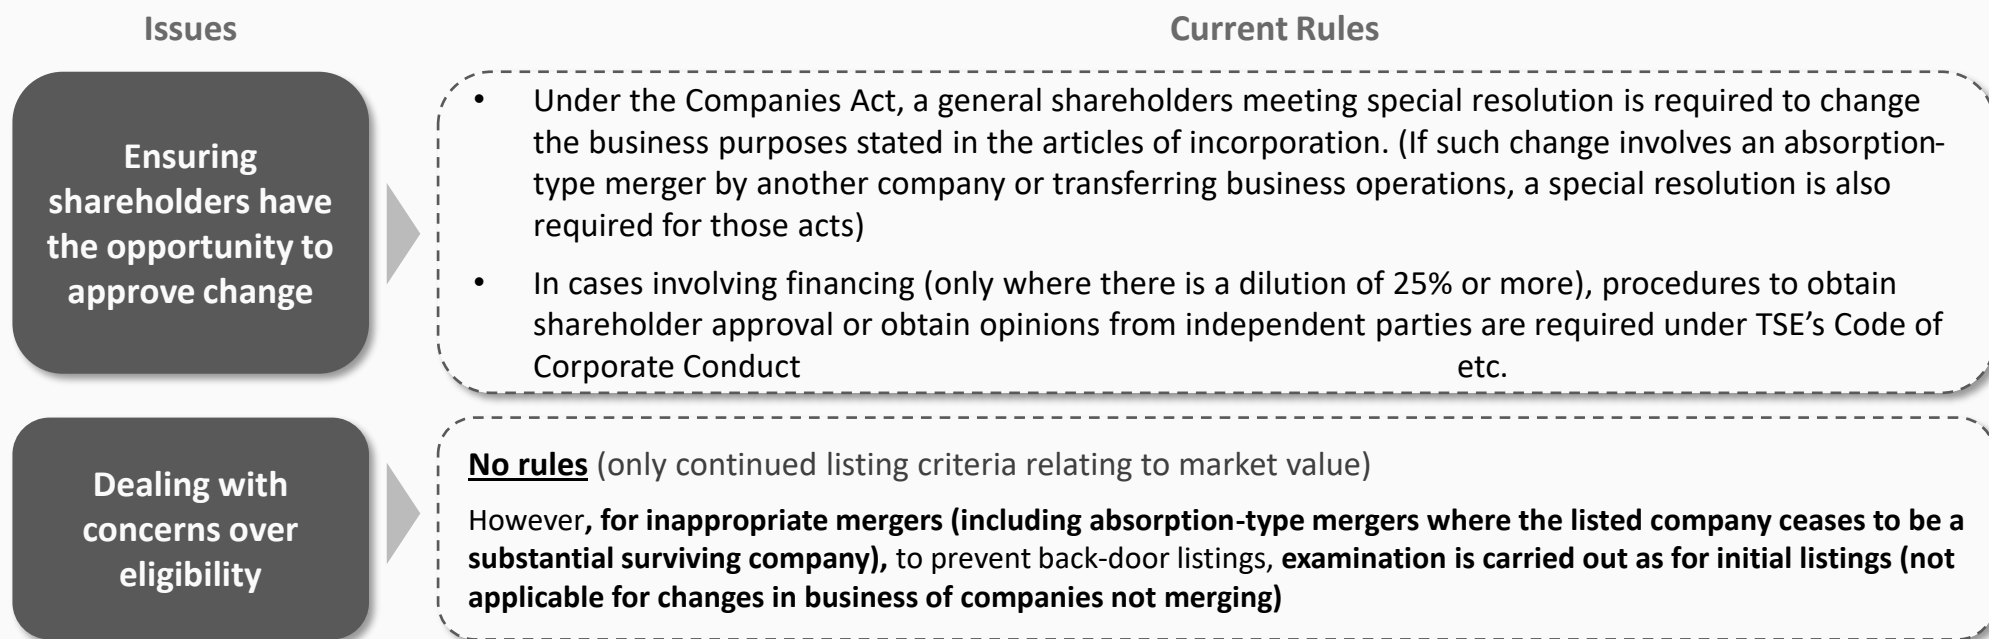 Issues
Current Rules
Ensuring
shareholders have
the opportunity to
approve change
• Under the Companies Act, a general shareholders meeting special resolution is required to change
the business purposes stated in the articles of incorporation. (If such change involves an absorption-
type merger by another company or transferring business operations, a special resolution is also
required for those acts)
• In cases involving financing (only where there is a dilution of 25% or more), procedures to obtain
shareholder approval or obtain opinions from independent parties are required under TSE’s Code of
Corporate Conduct etc.
Dealing with
concerns over
eligibility
No rules (only continued listing criteria relating to market value)
However, for inappropriate mergers (including absorption-type mergers where the listed company ceases to be a
substantial surviving company), to prevent back-door listings, examination is carried out as for initial listings (not
applicable for changes in business of companies not merging)